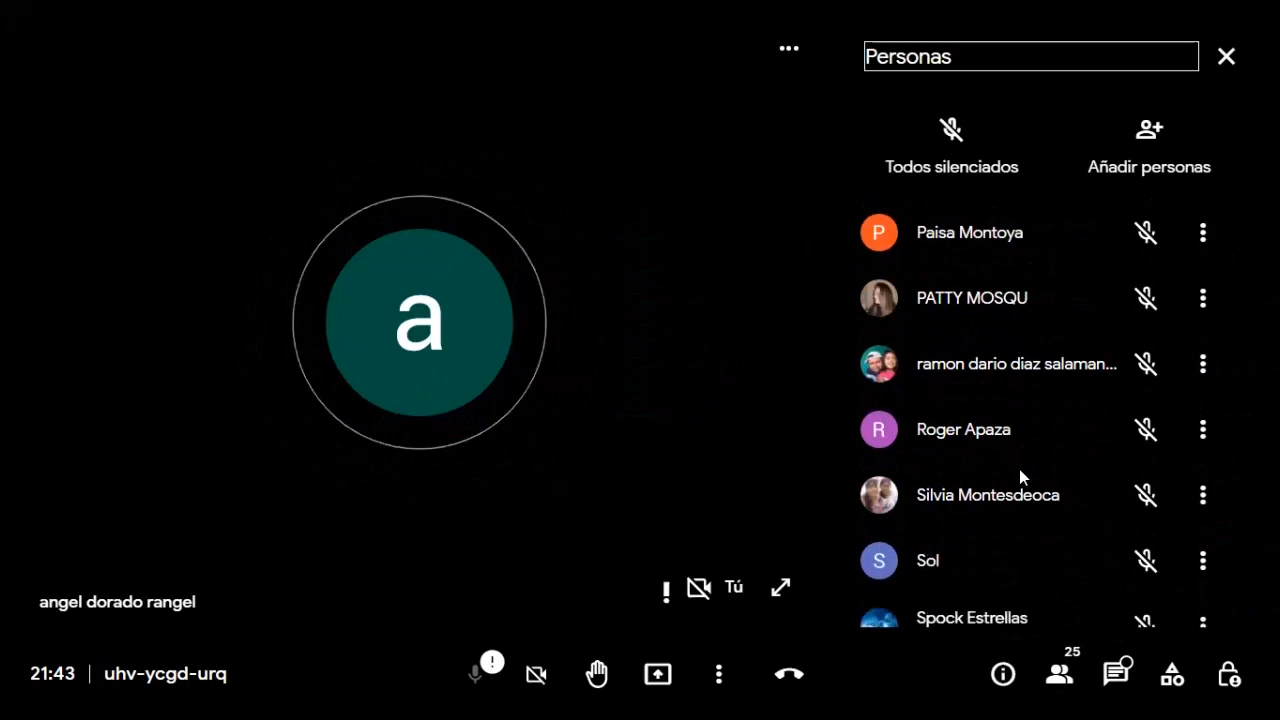 Personas
Todos silenciados
Añadir personas
P Paisa Montoya
PATTY MOSQU
ramon dario diaz salaman...
R Roger Apaza
Silvia Montesdeoca
S Sol
Spock Estrellas
a
angel dorado rangel
Tú
21:43 | uhv-ycgd-urq
25